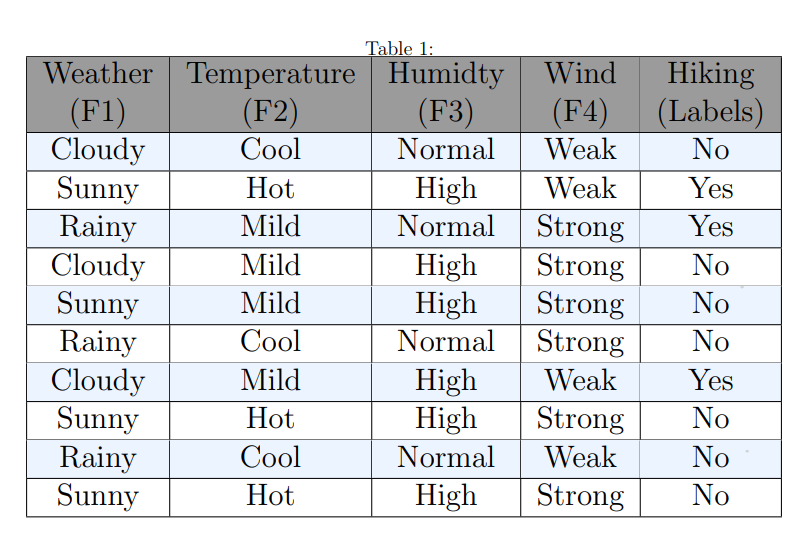 Table 1:
Weather Temperature Humidty Wind Hiking
(F1) (F2) (F3) (F4) (Labels)
Cloudy Cool Normal Weak No
Sunny Hot High Weak Yes
Rainy Mild Normal Strong Yes
Cloudy Mild High Strong No
Sunny Mild High Strong No
Rainy Cool Normal Strong No
Cloudy Mild High Weak Yes
Sunny Hot High Strong No
Rainy Cool Normal Weak No
Sunny Hot High Strong No